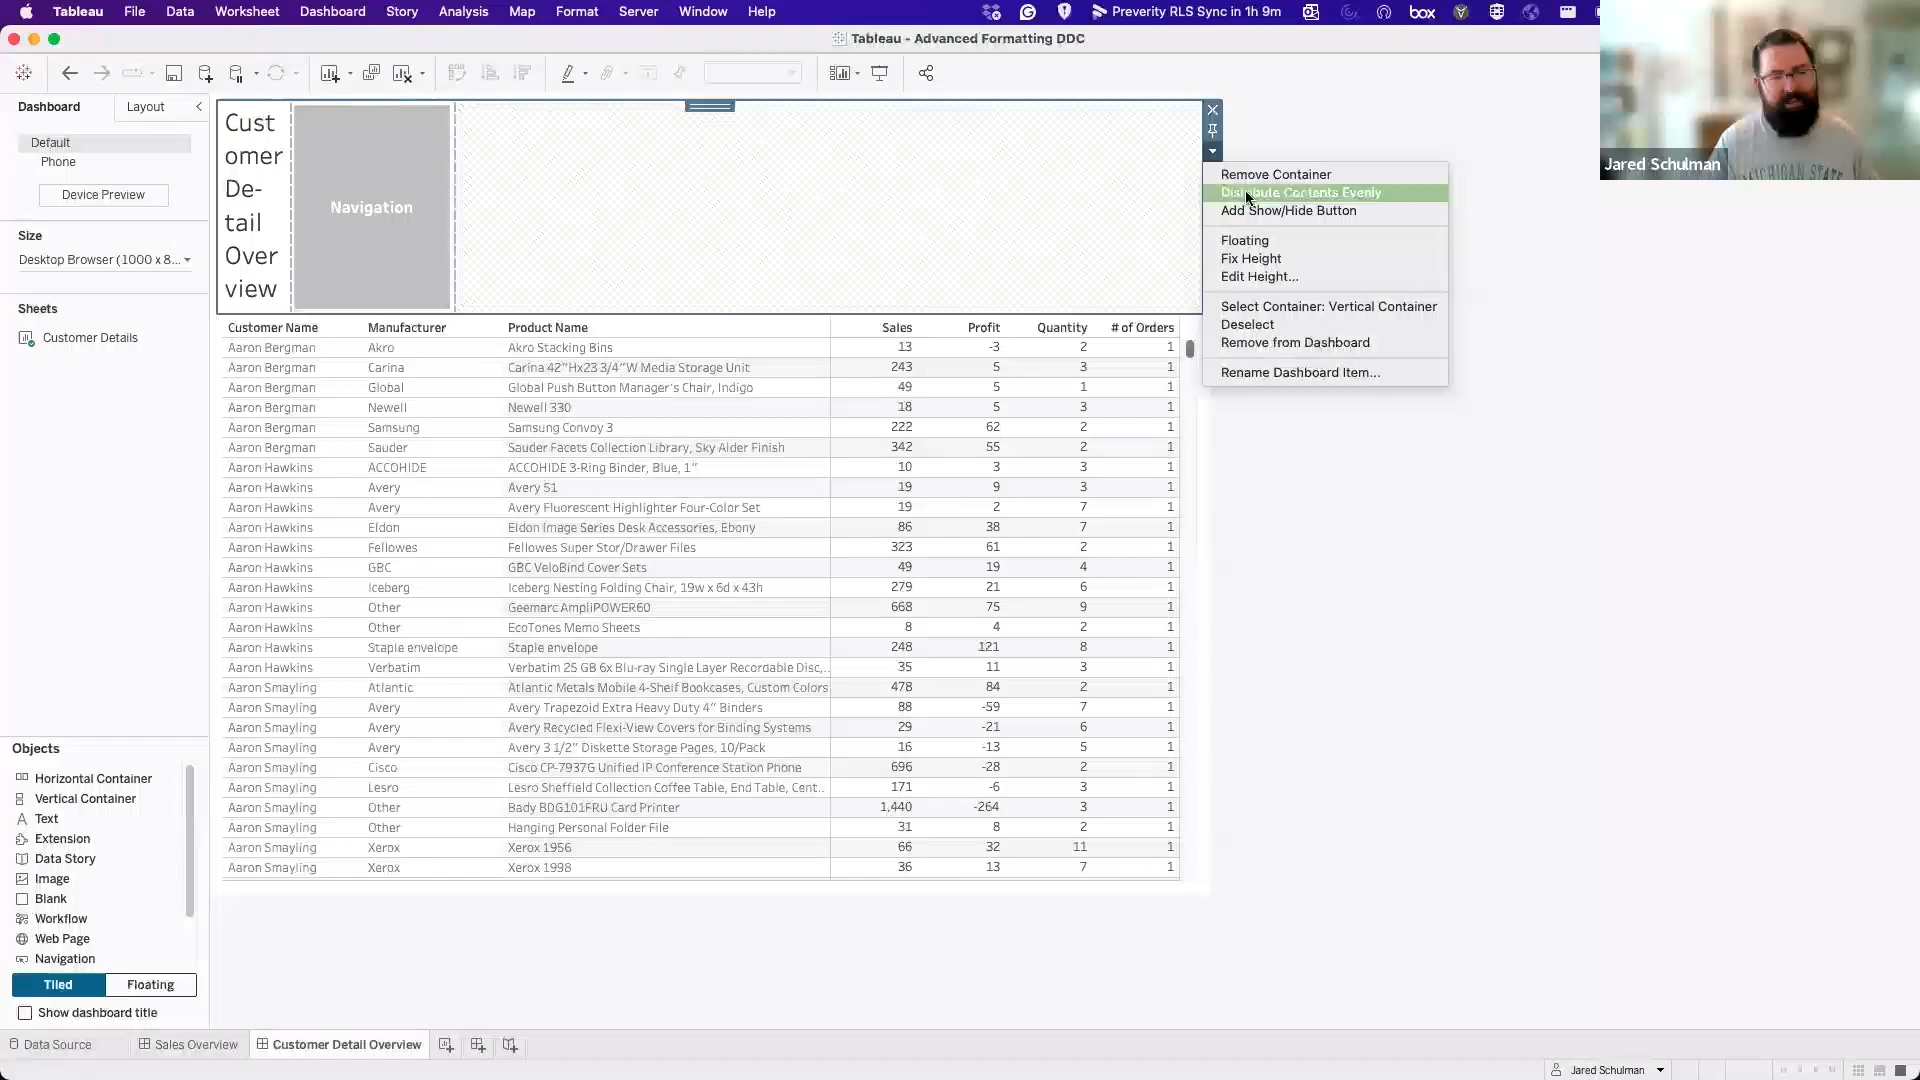 Tableau File Data Worksheet Dashboard Story Analysis Map Format Server Window Help Preverity RLS Sync in 1h 9m box
Tableau - Advanced Formatting DDC
Jared Schulman
Dashboard Layout
Default
Phone
Device Preview
Size
Desktop Browser (1000 x 8...
Sheets
Customer Details
Cust
omer
De-
tail
Over
view
Navigation
Remove Container
Distribute Contents Evenly
Add Show/Hide Button
Floating
Fix Height
Edit Height...
Select Container: Vertical Container
Deselect
Remove from Dashboard
Rename Dashboard Item...
Customer Name Manufacturer Product Name Sales Profit Quantity # of Orders
Aaron Bergman Akro Akro Stacking Bins 13 -3 2 1
Aaron Bergman Carina Carina 42"Hx23 3/4"W Media Storage Unit 243 5 3 1
Aaron Bergman Global Global Push Button Manager's Chair, Indigo 49 5 1 1
Aaron Bergman Newell Newell 330 18 5 3 1
Aaron Bergman Samsung Samsung Convoy 3 222 62 2 1
Aaron Bergman Sauder Sauder Facets Collection Library, Sky Alder Finish 342 55 2 1
Aaron Hawkins ACCOHIDE ACCOHIDE 3-Ring Binder, Blue, 1" 10 3 3 1
Aaron Hawkins Avery Avery 51 19 9 3 1
Aaron Hawkins Avery Avery Fluorescent Highlighter Four-Color Set 19 2 7 1
Aaron Hawkins Eldon Eldon Image Series Desk Accessories, Ebony 86 38 7 1
Aaron Hawkins Fellowes Fellowes Super Stor/Drawer Files 323 61 2 1
Aaron Hawkins GBC GBC VeloBind Cover Sets 49 19 4 1
Aaron Hawkins Iceberg Iceberg Nesting Folding Chair, 19w x 6d x 43h 279 21 6 1
Aaron Hawkins Other Geemarc AmpliPOWER60 668 75 9 1
Aaron Hawkins Other EcoTones Memo Sheets 8 4 2 1
Aaron Hawkins Staple envelope Staple envelope 248 121 8 1
Aaron Hawkins Verbatim Verbatim 25 GB 6x Blu-ray Single Layer Recordable Disc,.. 35 11 3 1
Aaron Smayling Atlantic Atlantic Metals Mobile 4-Shelf Bookcases, Custom Colors 478 84 2 1
Aaron Smayling Avery Avery Trapezoid Extra Heavy Duty 4" Binders 88 -59 7 1
Aaron Smayling Avery Avery Recycled Flexi-View Covers for Binding Systems 29 -21 6 1
Aaron Smayling Avery Avery 3 1/2" Diskette Storage Pages, 10/Pack 16 -13 5 1
Aaron Smayling Cisco Cisco CP-7937G Unified IP Conference Station Phone 696 -28 2 1
Aaron Smayling Lesro Lesro Sheffield Collection Coffee Table, End Table, Cent.. 171 -6 3 1
Aaron Smayling Other Bady BDG101FRU Card Printer 1,440 -264 3 1
Aaron Smayling Other Hanging Personal Folder File 31 8 2 1
Aaron Smayling Xerox Xerox 1956 66 32 11 1
Aaron Smayling Xerox Xerox 1998 36 13 7 1
Objects
Horizontal Container
Vertical Container
Text
Extension
Data Story
Image
Blank
Workflow
Web Page
Navigation
Tiled Floating
Show dashboard title
Data Source Sales Overview Customer Detail Overview
Jared Schulman